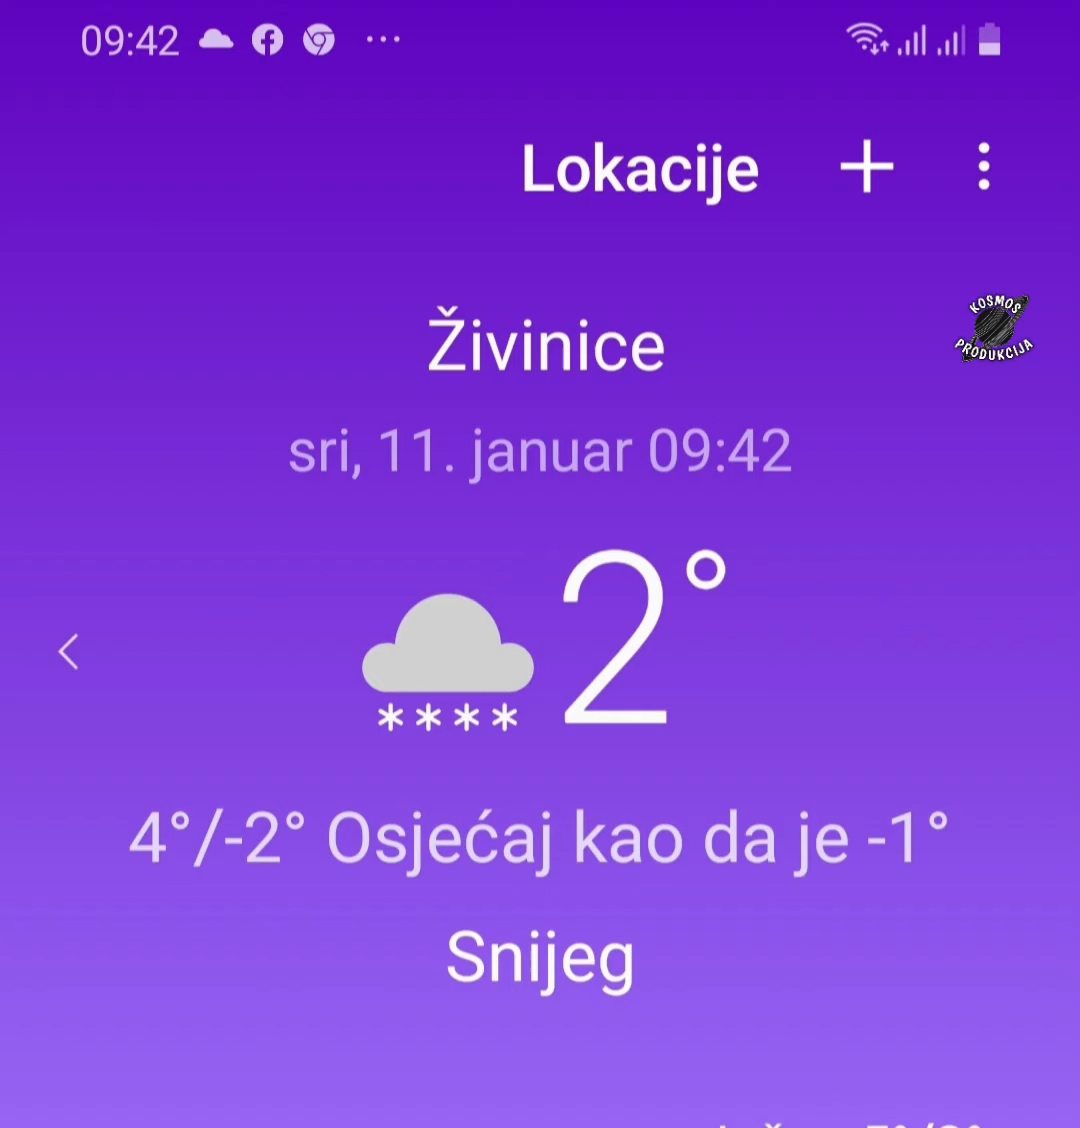 09:42
Lokacije
Živinice
KOSMOS
PRODUKCIJA
sri, 11. januar 09:42
2°
4°/-2° Osjećaj kao da je -1°
Snijeg